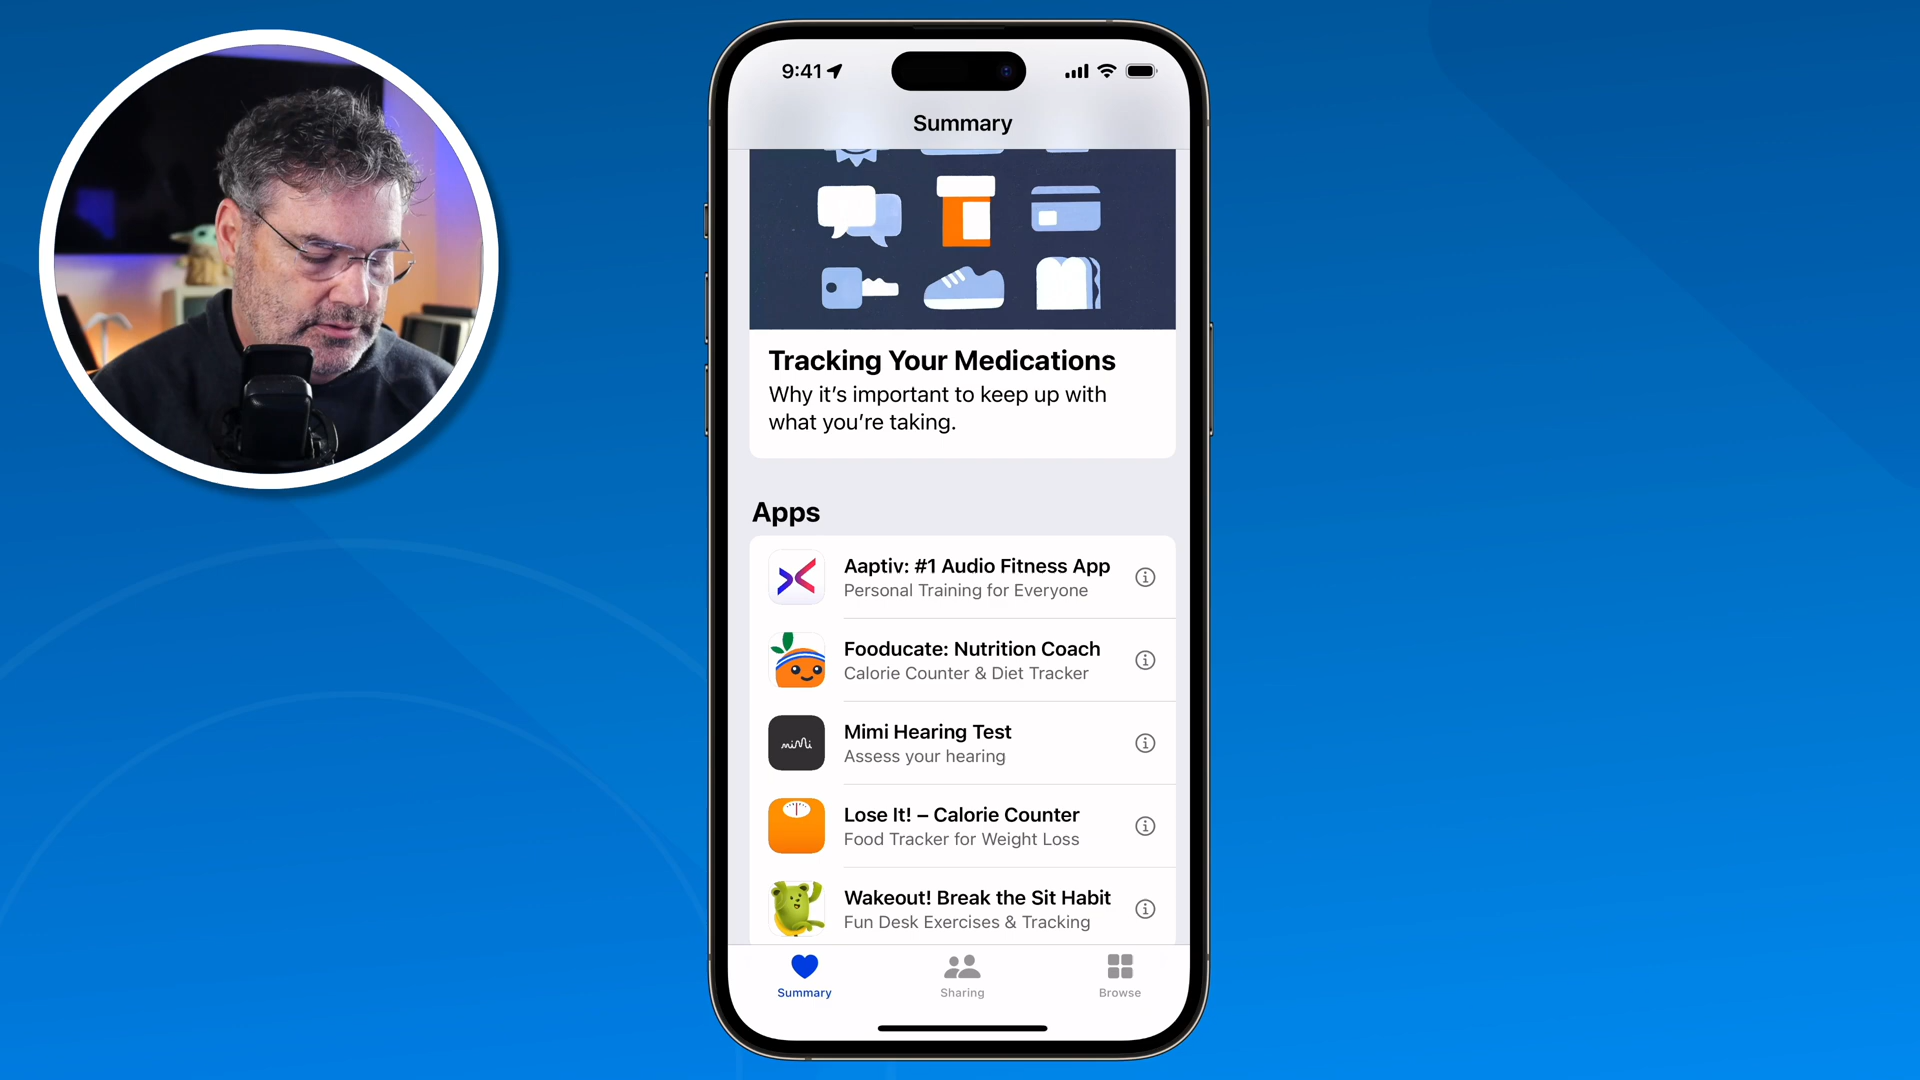 9:41
Summary
Tracking Your Medications
Why it's important to keep up with
what you're taking.
Apps
Aaptiv: #1 Audio Fitness App
Personal Training for Everyone
Fooducate: Nutrition Coach
Calorie Counter & Diet Tracker
mimi
Mimi Hearing Test
Assess your hearing
Lose It! – Calorie Counter
Food Tracker for Weight Loss
Wakeout! Break the Sit Habit
Fun Desk Exercises & Tracking
Summary
Sharing
Browse